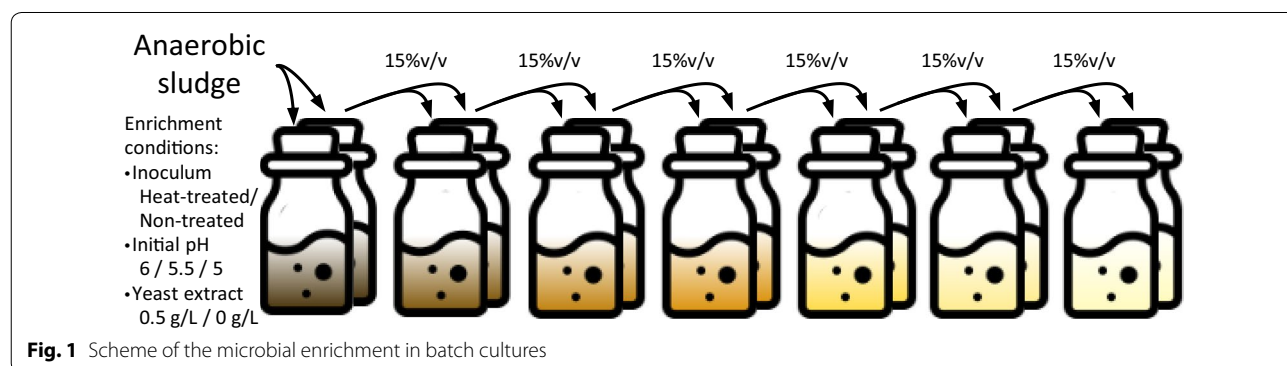 Anaerobic
sludge
15%v/v 15%v/v 15%v/v 15%v/v 15%v/v 15%v/v
Enrichment
conditions:
•Inoculum
Heat-treated/
Non-treated
•Initial pH
6 / 5.5 / 5
•Yeast extract
0.5 g/L / 0 g/L
Fig. 1 Scheme of the microbial enrichment in batch cultures